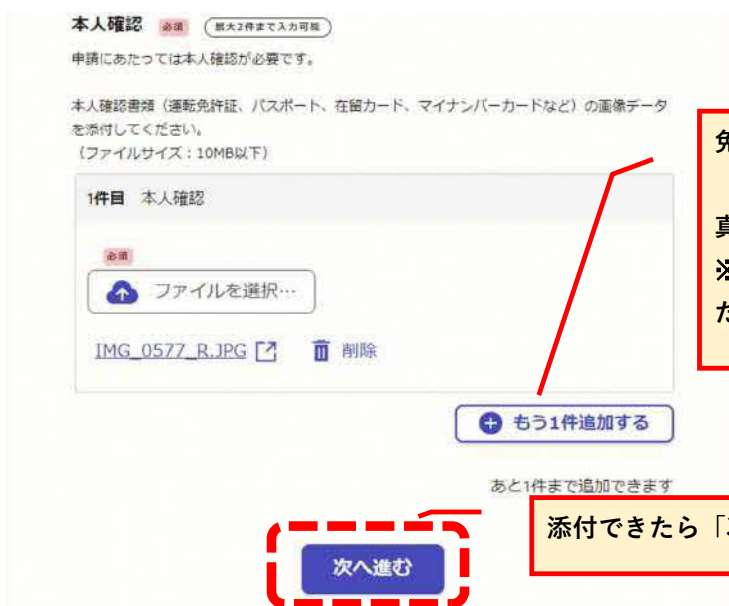 本人確認 必須 (最大2件まで入力可能)
申請にあたっては本人確認が必要です。
本人確認書類（運転免許証、パスポート、在留カード、マイナンバーカードなど）の画像データ
を添付してください。
（ファイルサイズ：10MB以下）
免
真
※
た
1件目 本人確認
必須
ファイルを選択…
IMG_0577_R.JPG 削除
もう1件追加する
あと1件まで追加できます
添付できたら「
次へ進む